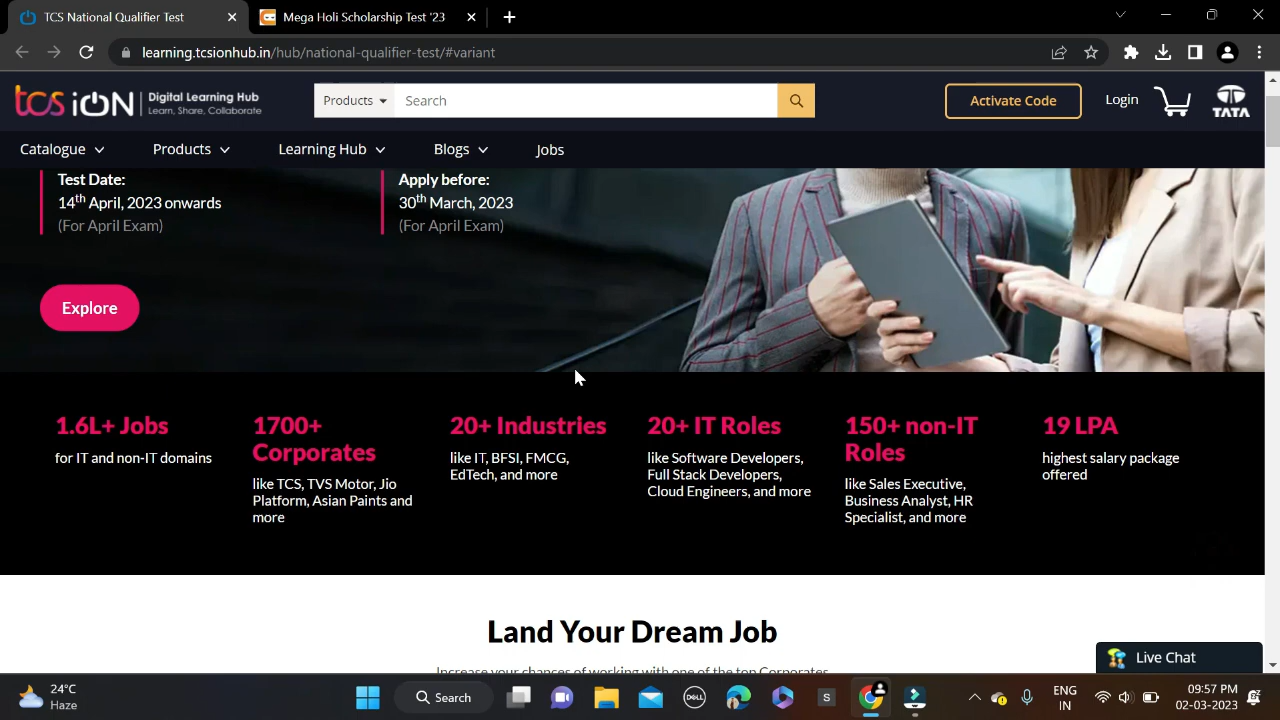 TCS National Qualifier Test
Mega Holi Scholarship Test '23
learning.tcsionhub.in/hub/national-qualifier-test/#variant
tcs iON
Digital Learning Hub
Learn, Share, Collaborate
Products
Search
Activate Code
Login
TATA
Catalogue
Products
Learning Hub
Blogs
Jobs
Test Date:
14th April, 2023 onwards
(For April Exam)
Apply before:
30th March, 2023
(For April Exam)
Explore
1.6L+ Jobs
for IT and non-IT domains
1700+
Corporates
like TCS, TVS Motor, Jio
Platform, Asian Paints and
more
20+ Industries
like IT, BFSI, FMCG,
EdTech, and more
20+ IT Roles
like Software Developers,
Full Stack Developers,
Cloud Engineers, and more
150+ non-IT
Roles
like Sales Executive,
Business Analyst, HR
Specialist, and more
19 LPA
highest salary package
offered
Land Your Dream Job
Increase your chances of working with one of the top Corporates
Live Chat
24°C
Haze
Search
DELL
S
ENG
IN
09:57 PM
02-03-2023